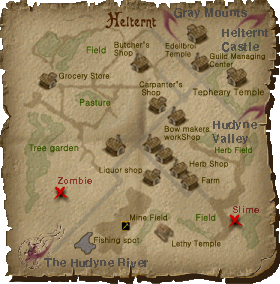 Helternt
Gray Mounts
Butcher's
Shop
Edelbroi
Temple
Helternt
Castle
Field
Guild Managing
Center
Grocery Store
Carpanter's
Shop
Tepheary Temple
Pasture
Bow makers
workShop
Hudyne
Valley
Tree garden
Herb Field
Liquor shop
Herb Shop
Zombie
Farm
Mine Field
Field
Slime
Fishing spot
Lethy Temple
The Hudyne River